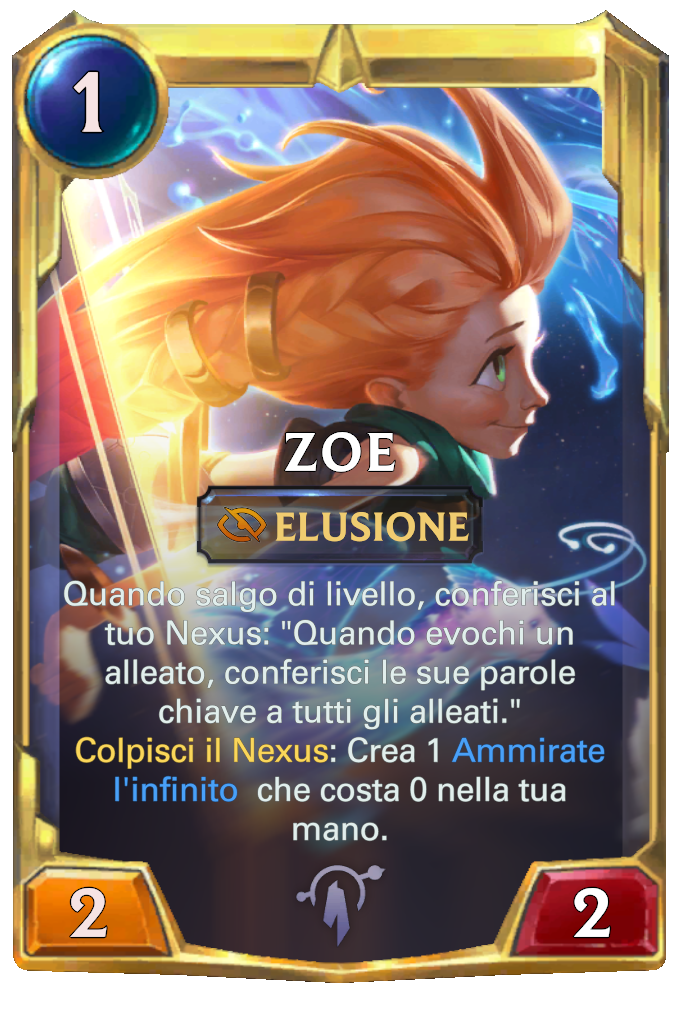 1
ZOE
ELUSIONE
Quando salgo di livello, conferisci al
tuo Nexus: "Quando evochi un
alleato, conferisci le sue parole
chiave a tutti gli alleati."
Colpisci il Nexus: Crea 1 Ammirate
l'infinito che costa 0 nella tua
mano.
2
2